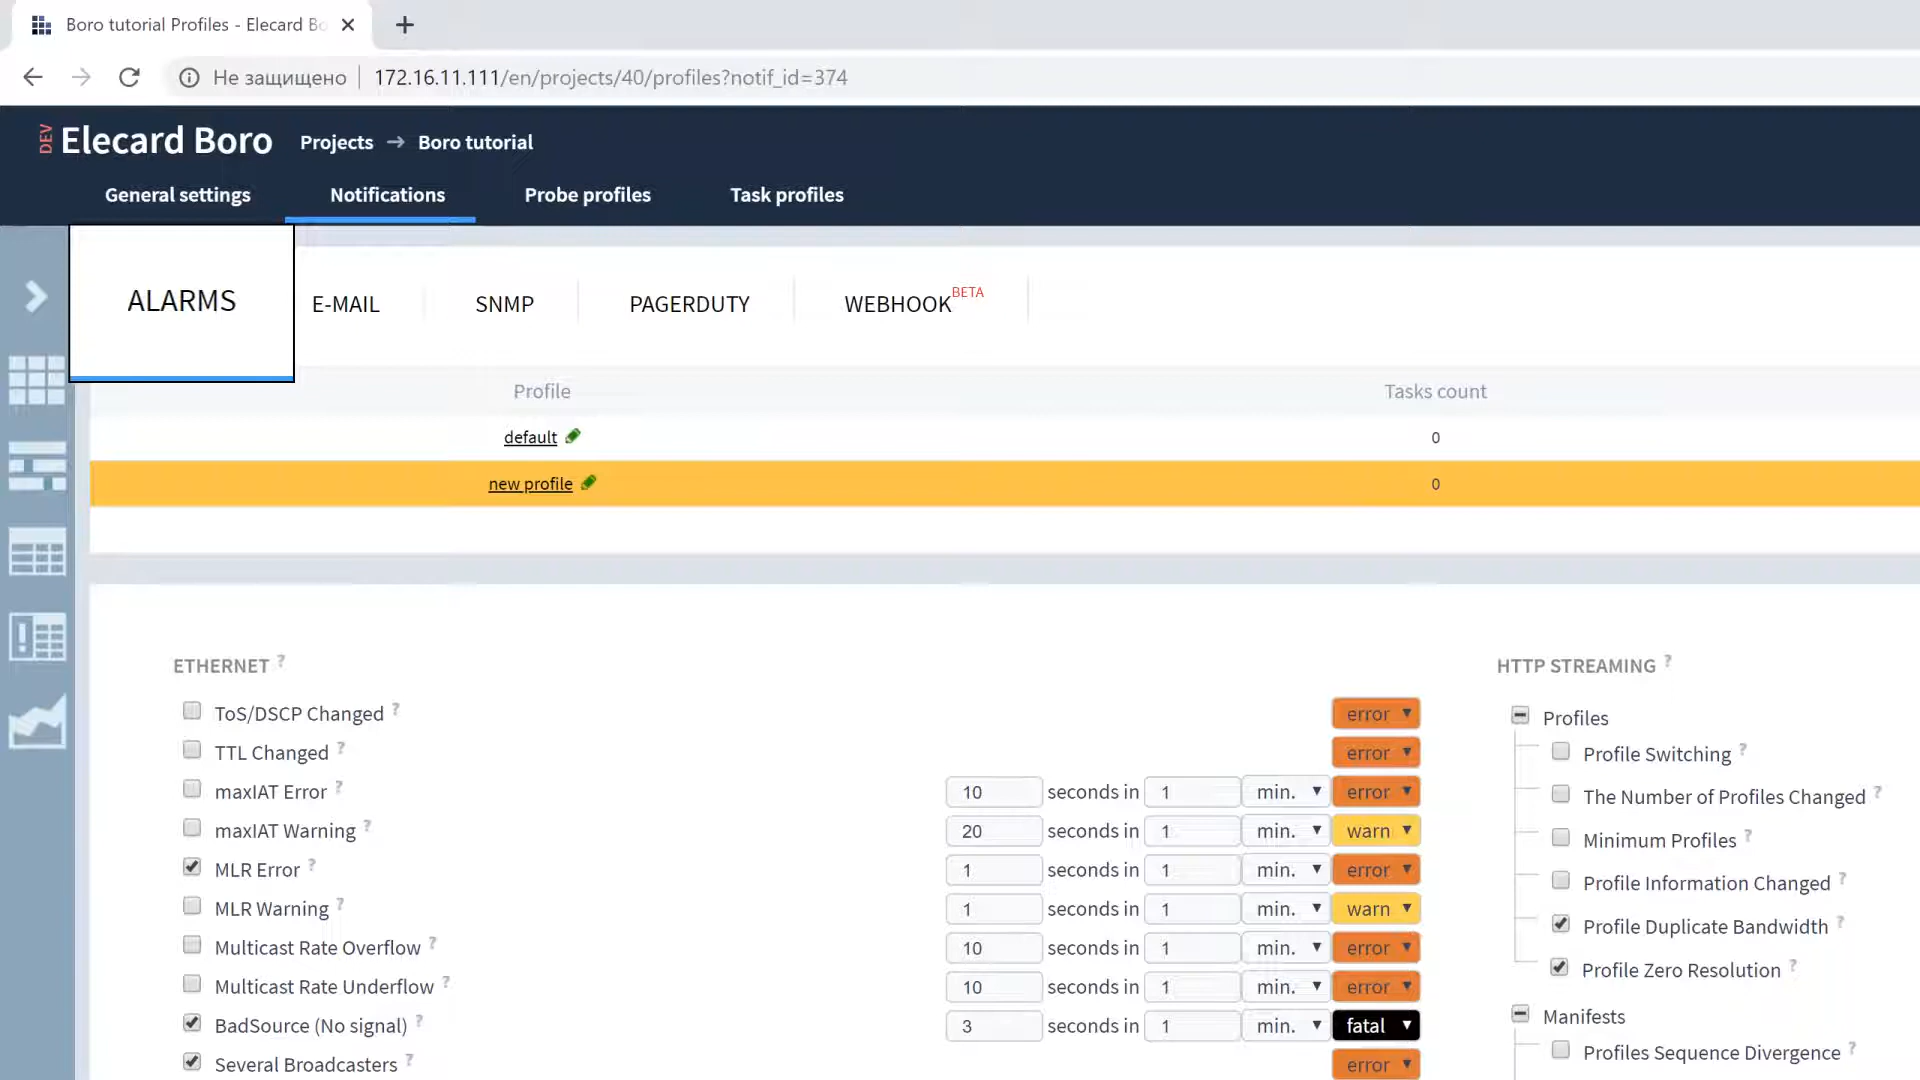 Boro tutorial Profiles - Elecard Bo
Не защищено 172.16.11.111/en/projects/40/profiles?notif_id=374
DEV Elecard Boro Projects → Boro tutorial
General settings Notifications Probe profiles Task profiles
ALARMS E-MAIL SNMP PAGERDUTY WEBHOOK BETA
Profile Tasks count
default 0
new profile 0
ETHERNET ?
ToS/DSCP Changed ? error
TTL Changed ? error
maxIAT Error ? 10 seconds in 1 min. error
maxIAT Warning ? 20 seconds in 1 min. warn
MLR Error ? 1 seconds in 1 min. error
MLR Warning ? 1 seconds in 1 min. warn
Multicast Rate Overflow ? 10 seconds in 1 min. error
Multicast Rate Underflow ? 10 seconds in 1 min. error
BadSource (No signal) ? 3 seconds in 1 min. fatal
Several Broadcasters ? error
HTTP STREAMING ?
Profiles
Profile Switching ?
The Number of Profiles Changed ?
Minimum Profiles ?
Profile Information Changed ?
Profile Duplicate Bandwidth ?
Profile Zero Resolution ?
Manifests
Profiles Sequence Divergence ?